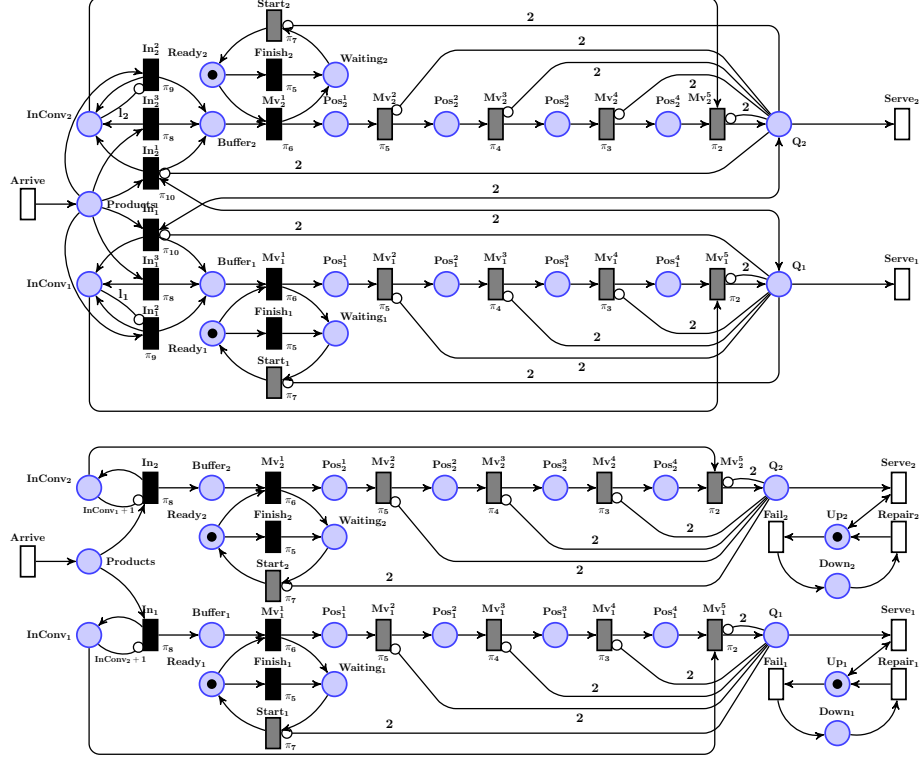 Start₂
2
π₇
2
In₂²
Ready₂
Finish₂
Waiting₂
π₉
π₅
2
Mv₂¹
Pos₂¹
Mv₂²
Pos₂²
Mv₂³
Pos₂³
Mv₂⁴
Pos₂⁴
Mv₂⁵
2
2
InConv₂
l₂
In₂³
π₈
Buffer₂
π₆
π₅
π₄
π₃
π₂
Q₂
Serve₂
In₂¹
2
π₁₀
Arrive
Products
2
In₁¹
2
π₁₀
2
InConv₁
In₁³
Buffer₁
Mv₁¹
Pos₁¹
Mv₁²
Pos₁²
Mv₁³
Pos₁³
Mv₁⁴
Pos₁⁴
Mv₁⁵
2
Q₁
Serve₁
l₁
π₈
π₆
π₅
π₄
π₃
π₂
In₁²
Finish₁
Waiting₁
2
π₉
Ready₁
π₅
2
2
Start₁
2
π₇
InConv₂
In₂
Buffer₂
Mv₂¹
Pos₂¹
Mv₂²
Pos₂²
Mv₂³
Pos₂³
Mv₂⁴
Pos₂⁴
Mv₂⁵
2
Q₂
Serve₂
InConv₁ + 1
π₈
π₆
π₅
π₄
π₃
π₂
Ready₂
Finish₂
Waiting₂
2
Fail₂
Up₂
Repair₂
Arrive
π₅
2
2
Products
Start₂
2
Down₂
π₇
InConv₁
In₁
Buffer₁
Mv₁¹
Pos₁¹
Mv₁²
Pos₁²
Mv₁³
Pos₁³
Mv₁⁴
Pos₁⁴
Mv₁⁵
2
Q₁
Serve₁
InConv₂ + 1
π₈
π₆
π₅
π₄
π₃
π₂
Ready₁
Finish₁
Waiting₁
2
Fail₁
Up₁
Repair₁
π₅
2
2
Start₁
2
Down₁
π₇